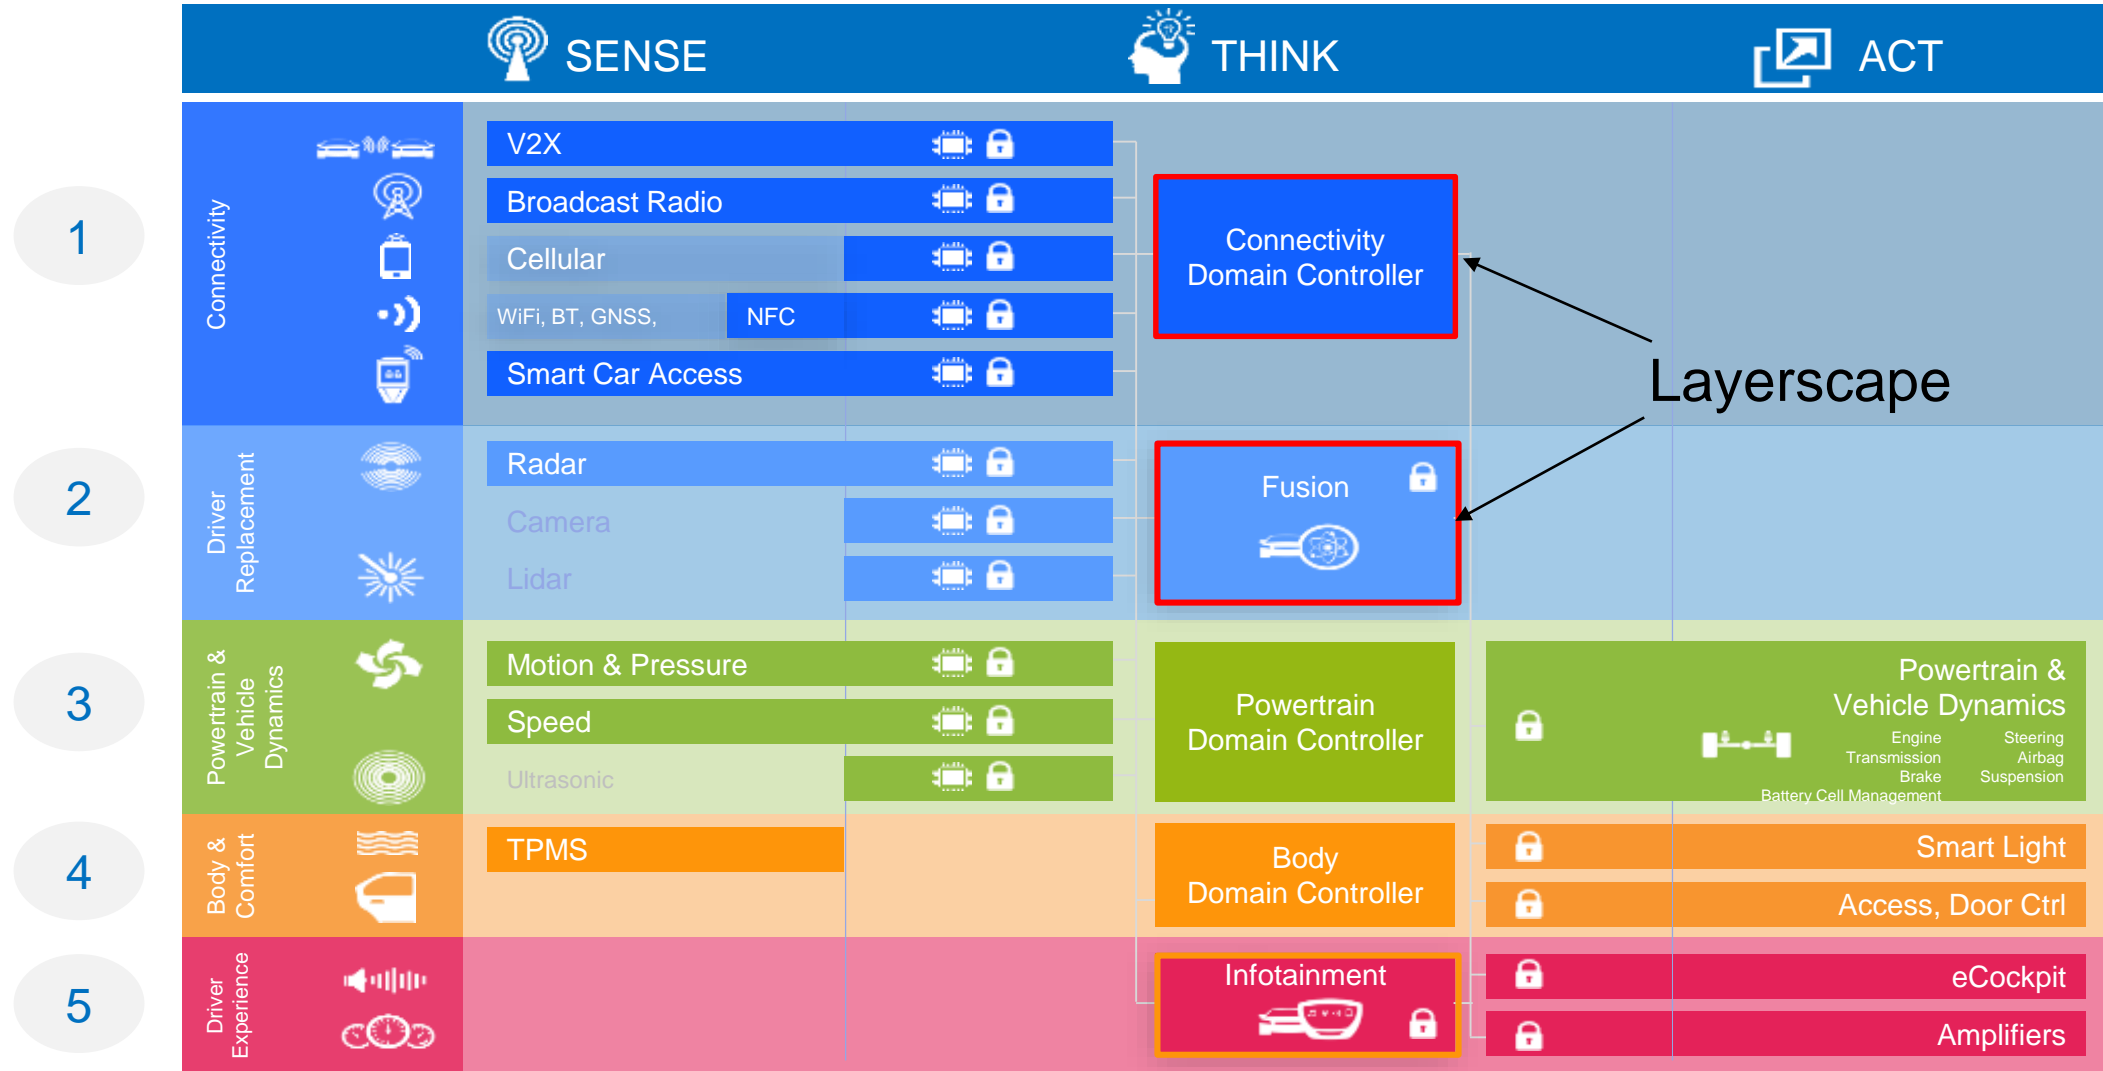 SENSE
THINK
ACT
1
Connectivity
V2X
Broadcast Radio
Cellular
WiFi, BT, GNSS,
NFC
Smart Car Access
Connectivity
Domain Controller
Layerscape
2
Driver
Replacement
Radar
Camera
Lidar
Fusion
3
Powertrain &
Vehicle
Dynamics
Motion & Pressure
Speed
Ultrasonic
Powertrain
Domain Controller
Powertrain &
Vehicle Dynamics
Engine Steering
Transmission Airbag
Brake Suspension
Battery Cell Management
4
Body &
Comfort
TPMS
Body
Domain Controller
Smart Light
Access, Door Ctrl
5
Driver
Experience
Infotainment
eCockpit
Amplifiers